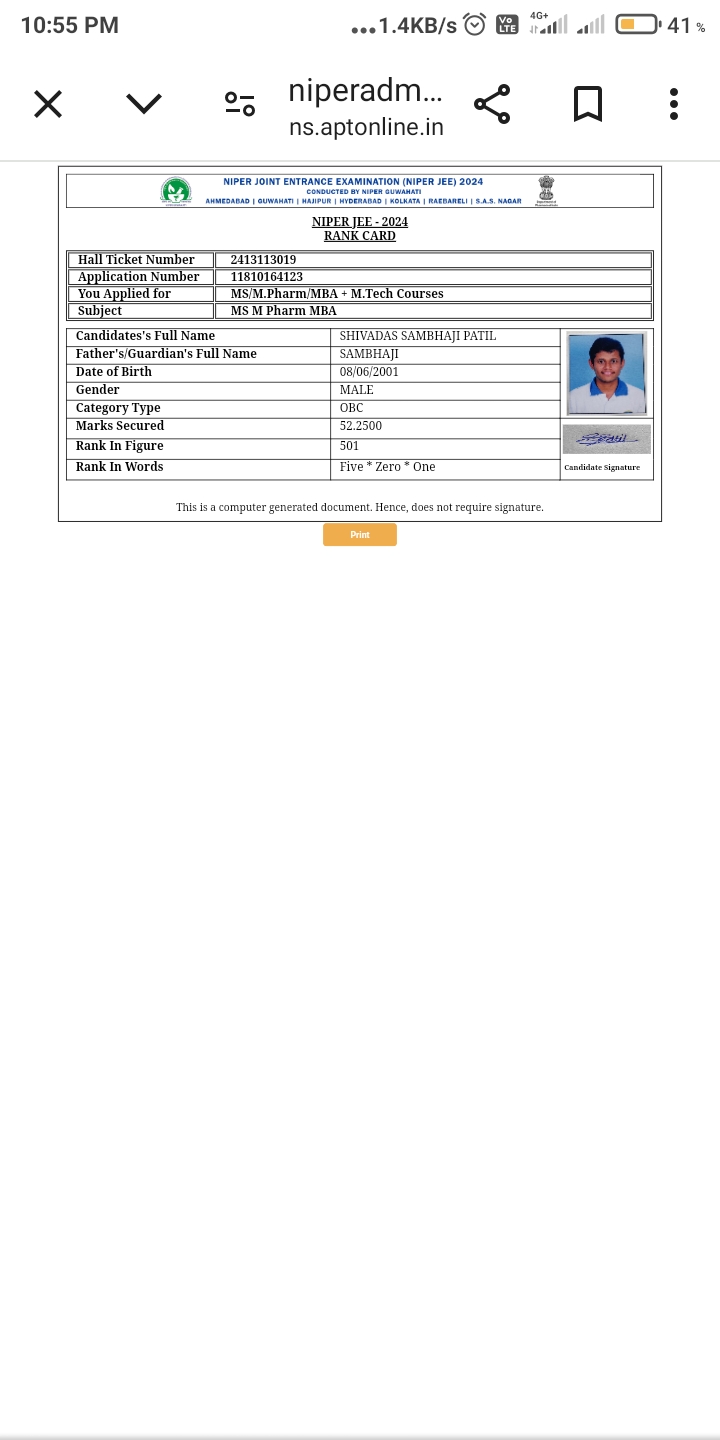 10:55 PM
...1.4KB/s
Vo LTE
4G+
41 %
niperadm...
ns.aptonline.in
NIPER JOINT ENTRANCE EXAMINATION (NIPER JEE) 2024
CONDUCTED BY NIPER GUWAHATI
AHMEDABAD | GUWAHATI | HAJIPUR | HYDERABAD | KOLKATA | RAEBARELI | S.A.S. NAGAR
NIPER JEE - 2024
RANK CARD
Hall Ticket Number 2413113019
Application Number 11810164123
You Applied for MS/M.Pharm/MBA + M.Tech Courses
Subject MS M Pharm MBA
Candidates's Full Name SHIVADAS SAMBHAJI PATIL
Father's/Guardian's Full Name SAMBHAJI
Date of Birth 08/06/2001
Gender MALE
Category Type OBC
Marks Secured 52.2500
Rank In Figure 501
Rank In Words Five * Zero * One
Candidate Signature
This is a computer generated document. Hence, does not require signature.
Print